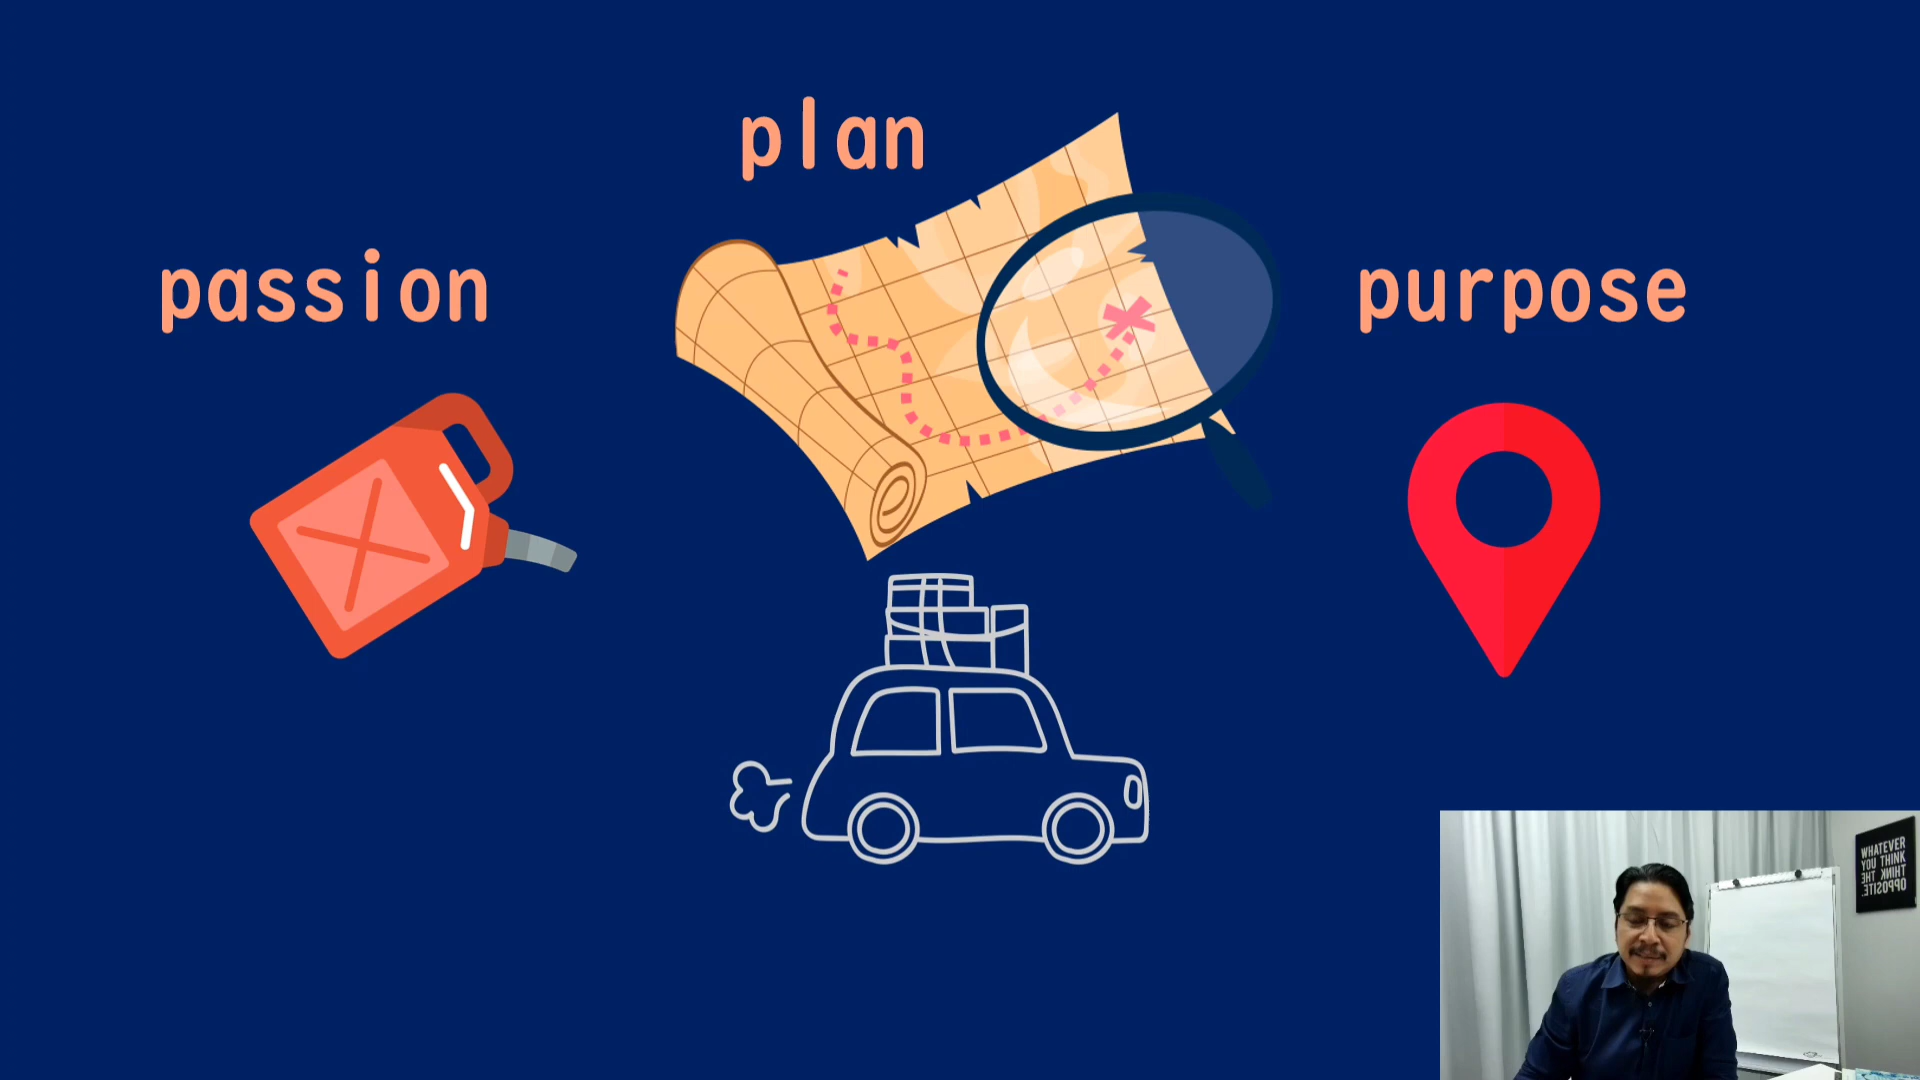 plan
passion
purpose
WHATEVER
YOU THINK
THINK THE
OPPOSITE.